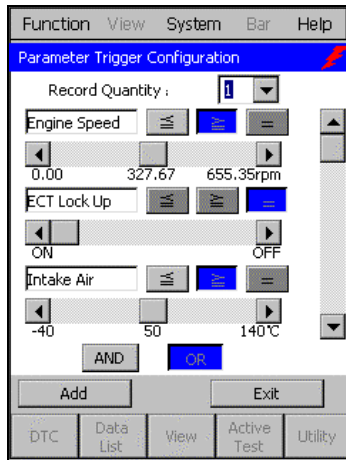 Function View System Bar Help
Parameter Trigger Configuration
Record Quantity : 1
Engine Speed ≦ ≧ =
0.00 327.67 655.35rpm
ECT Lock Up ≦ ≧ =
ON OFF
Intake Air ≦ ≧ =
-40 50 140℃
AND OR
Add Exit
DTC Data List View Active Test Utility